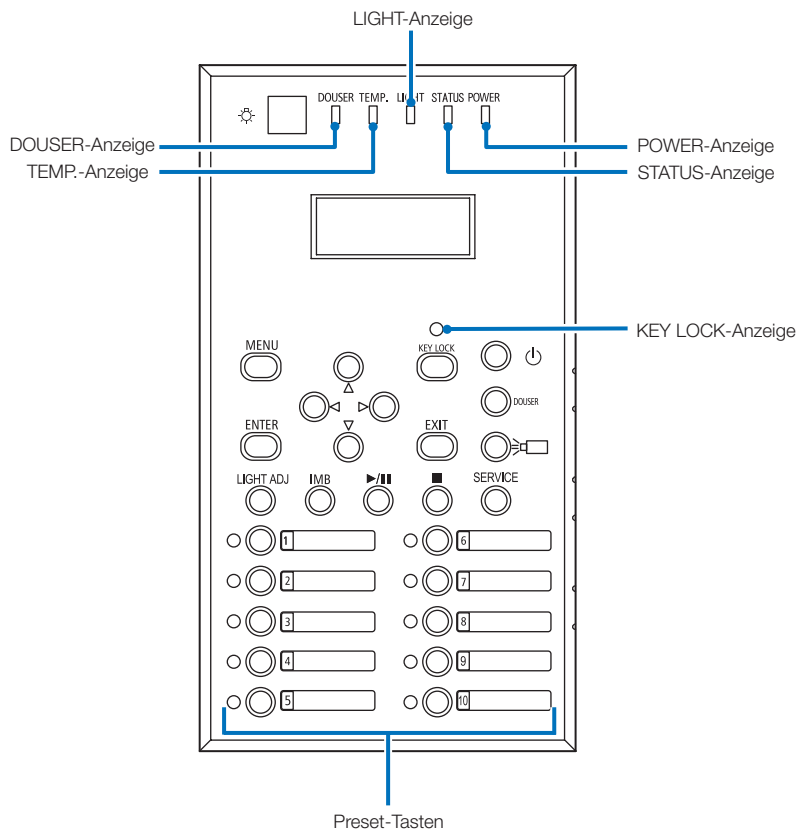 LIGHT-Anzeige
DOUSER TEMP. LIGHT STATUS POWER
DOUSER-Anzeige
TEMP.-Anzeige
POWER-Anzeige
STATUS-Anzeige
KEY LOCK-Anzeige
MENU
KEY LOCK
DOUSER
ENTER
EXIT
LIGHT ADJ IMB SERVICE
1 6
2 7
3 8
4 9
5 10
Preset-Tasten